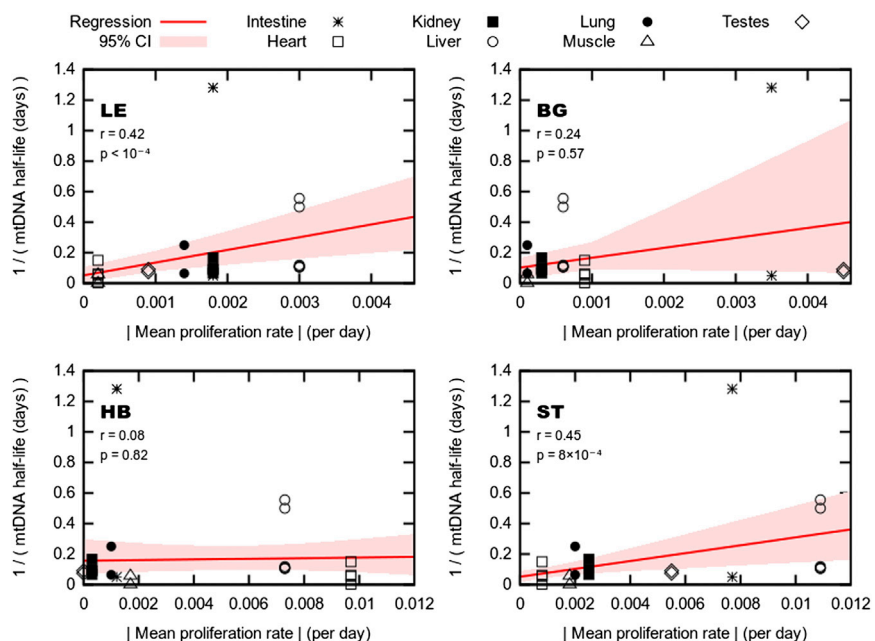 Regression Intestine Kidney Lung Testes
95% CI Heart Liver Muscle
1.4
1.2
1
0.8
0.6
0.4
0.2
0
1 / ( mtDNA half-life (days) )
LE
r = 0.42
p < 10⁻⁴
0 0.001 0.002 0.003 0.004
| Mean proliferation rate | (per day)
1.4
1.2
1
0.8
0.6
0.4
0.2
0
1 / ( mtDNA half-life (days) )
BG
r = 0.24
p = 0.57
0 0.001 0.002 0.003 0.004
| Mean proliferation rate | (per day)
1.4
1.2
1
0.8
0.6
0.4
0.2
0
1 / ( mtDNA half-life (days) )
HB
r = 0.08
p = 0.82
0 0.002 0.004 0.006 0.008 0.01 0.012
| Mean proliferation rate | (per day)
1.4
1.2
1
0.8
0.6
0.4
0.2
0
1 / ( mtDNA half-life (days) )
ST
r = 0.45
p = 8×10⁻⁴
0 0.002 0.004 0.006 0.008 0.01 0.012
| Mean proliferation rate | (per day)